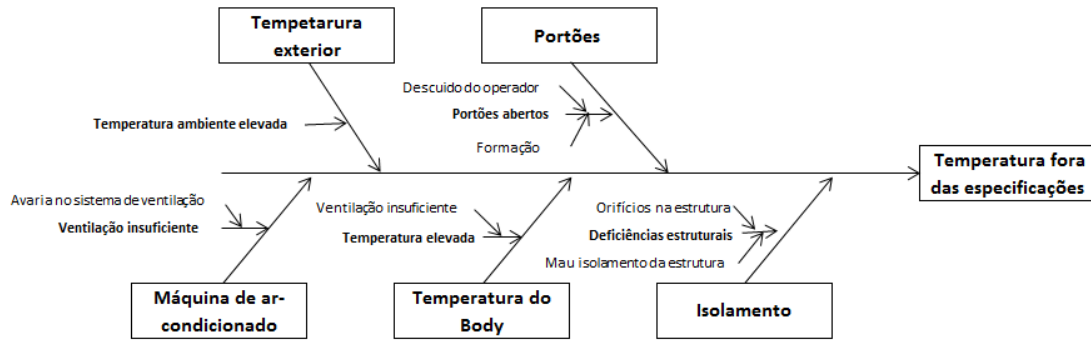 Tempetarura
exterior
Portões
Descuido do operador
Portões abertos
Formação
Temperatura ambiente elevada
Temperatura fora
das especificações
Avaria no sistema de ventilação
Ventilação insuficiente
Ventilação insuficiente
Temperatura elevada
Orifícios na estrutura
Deficiências estruturais
Mau isolamento da estrutura
Máquina de ar-
condicionado
Temperatura do
Body
Isolamento